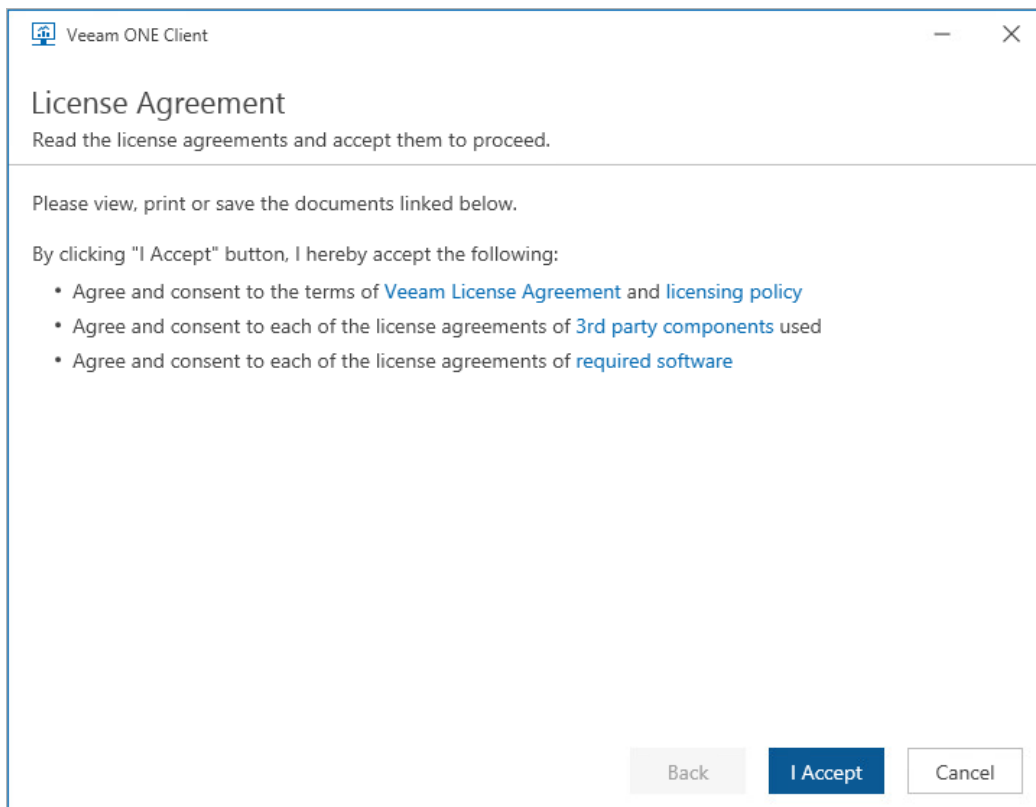 Veeam ONE Client
License Agreement
Read the license agreements and accept them to proceed.
Please view, print or save the documents linked below.
By clicking "I Accept" button, I hereby accept the following:
• Agree and consent to the terms of Veeam License Agreement and licensing policy
• Agree and consent to each of the license agreements of 3rd party components used
• Agree and consent to each of the license agreements of required software
Back I Accept Cancel